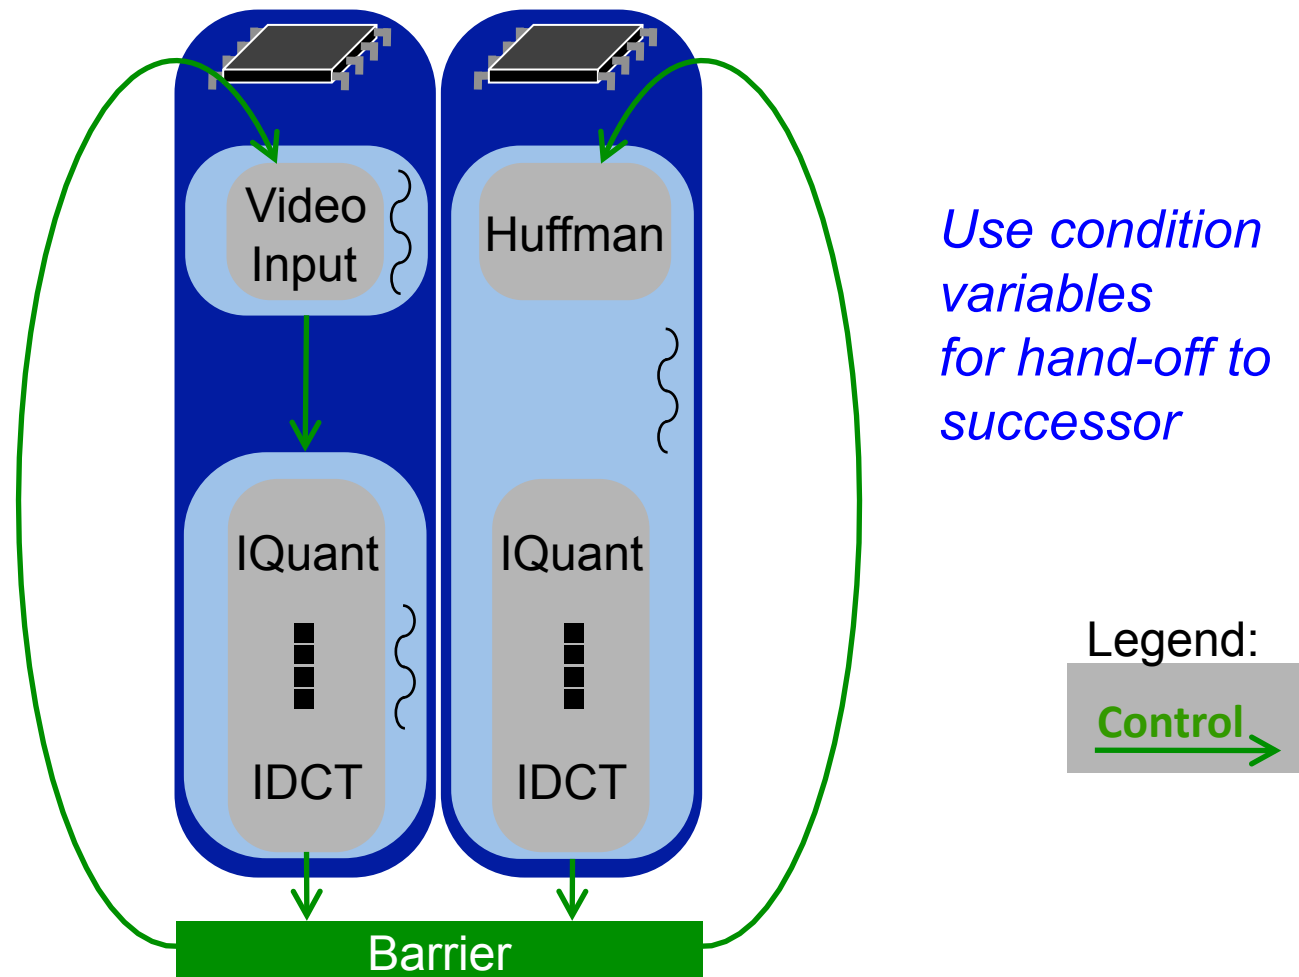 Video
Input
Huffman
IQuant
IDCT
IQuant
IDCT
Barrier
Use condition
variables
for hand-off to
successor
Legend:
Control